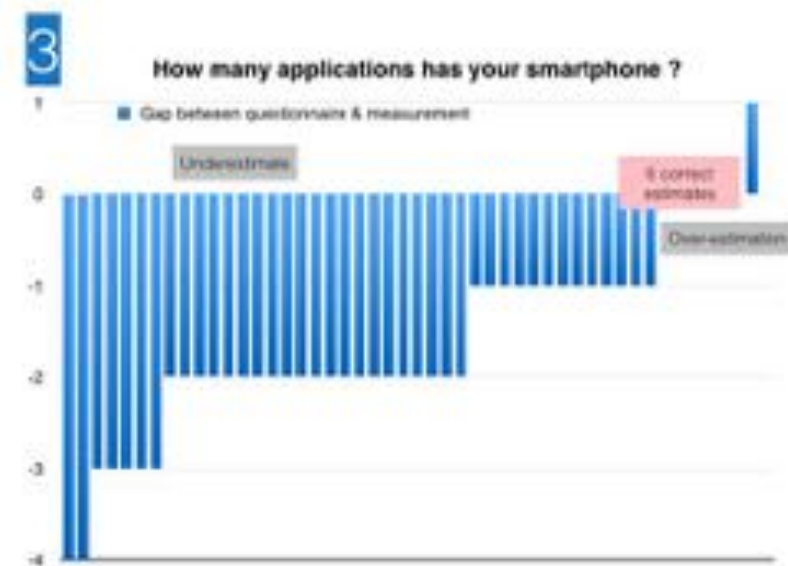 3
How many applications has your smartphone ?
1
Gap between questionnaire & measurement
Underestimate
6 correct
estimates
0
Over-estimation
-1
-2
-3
-4